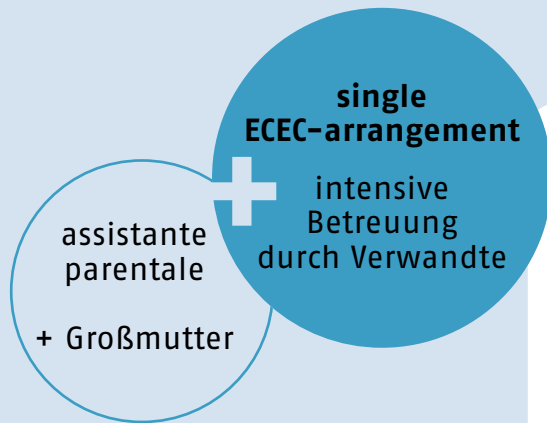 single
ECEC-arrangement
intensive
Betreuung
durch Verwandte
assistante
parentale
+ Großmutter